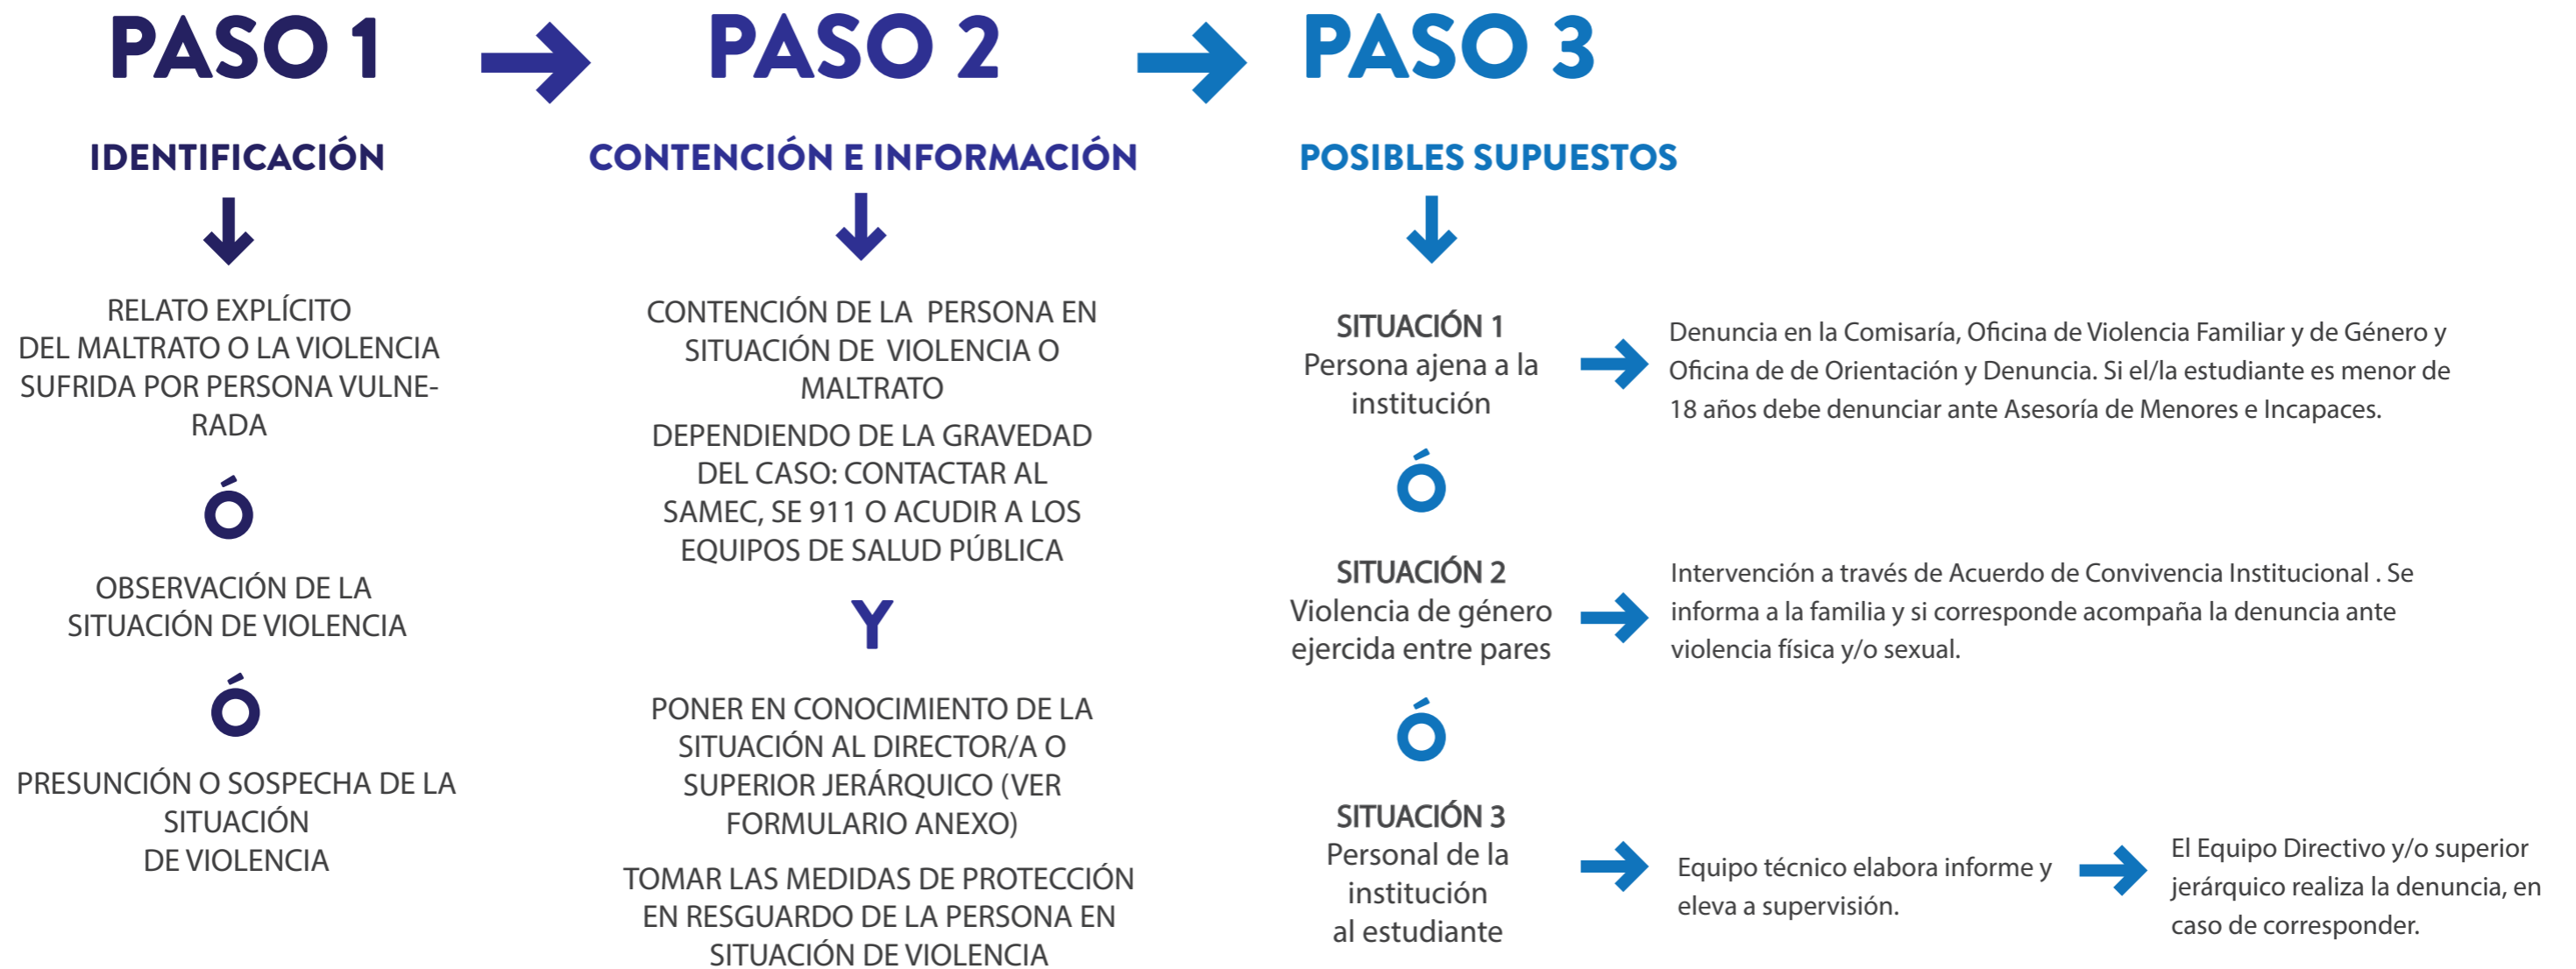 PASO 1
IDENTIFICACIÓN
RELATO EXPLÍCITO
DEL MALTRATO O LA VIOLENCIA
SUFRIDA POR PERSONA VULNE-
RADA
Ó
OBSERVACIÓN DE LA
SITUACIÓN DE VIOLENCIA
Ó
PRESUNCIÓN O SOSPECHA DE LA
SITUACIÓN
DE VIOLENCIA
PASO 2
CONTENCIÓN E INFORMACIÓN
CONTENCIÓN DE LA PERSONA EN
SITUACIÓN DE VIOLENCIA O
MALTRATO
DEPENDIENDO DE LA GRAVEDAD
DEL CASO: CONTACTAR AL
SAMEC, SE 911 O ACUDIR A LOS
EQUIPOS DE SALUD PÚBLICA
Y
PONER EN CONOCIMIENTO DE LA
SITUACIÓN AL DIRECTOR/A O
SUPERIOR JERÁRQUICO (VER
FORMULARIO ANEXO)
TOMAR LAS MEDIDAS DE PROTECCIÓN
EN RESGUARDO DE LA PERSONA EN
SITUACIÓN DE VIOLENCIA
PASO 3
POSIBLES SUPUESTOS
SITUACIÓN 1
Persona ajena a la
institución
Denuncia en la Comisaría, Oficina de Violencia Familiar y de Género y
Oficina de de Orientación y Denuncia. Si el/la estudiante es menor de
18 años debe denunciar ante Asesoría de Menores e Incapaces.
Ó
SITUACIÓN 2
Violencia de género
ejercida entre pares
Intervención a través de Acuerdo de Convivencia Institucional . Se
informa a la familia y si corresponde acompaña la denuncia ante
violencia física y/o sexual.
Ó
SITUACIÓN 3
Personal de la
institución
al estudiante
Equipo técnico elabora informe y
eleva a supervisión.
El Equipo Directivo y/o superior
jerárquico realiza la denuncia, en
caso de corresponder.